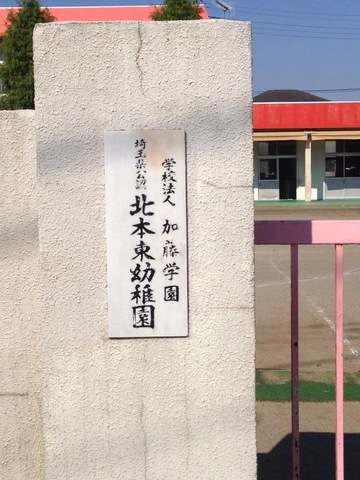 学校法人 加藤学園
埼玉県公認
北本東幼稚園